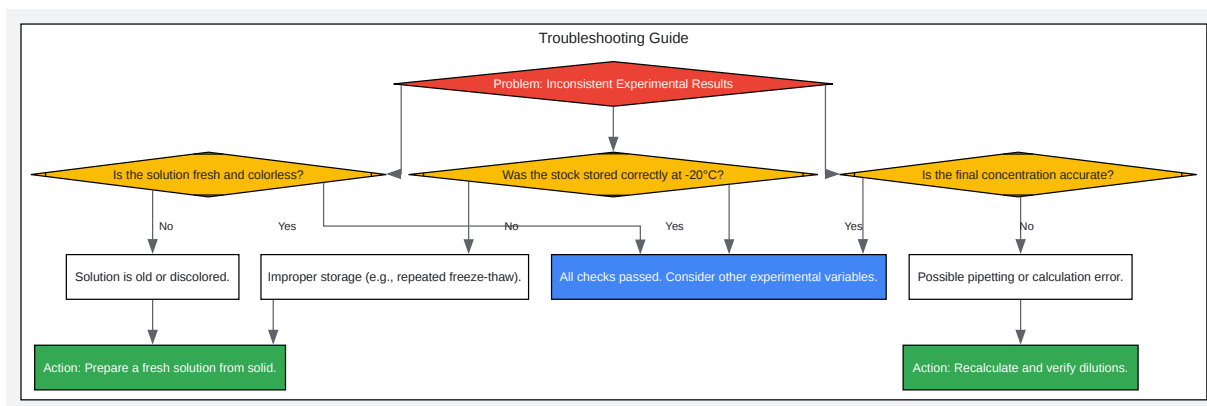 Troubleshooting Guide
Problem: Inconsistent Experimental Results
Is the solution fresh and colorless?
Was the stock stored correctly at -20°C?
Is the final concentration accurate?
No
Yes
No
Yes
Yes
No
Solution is old or discolored.
Improper storage (e.g., repeated freeze-thaw).
All checks passed. Consider other experimental variables.
Possible pipetting or calculation error.
Action: Prepare a fresh solution from solid.
Action: Recalculate and verify dilutions.